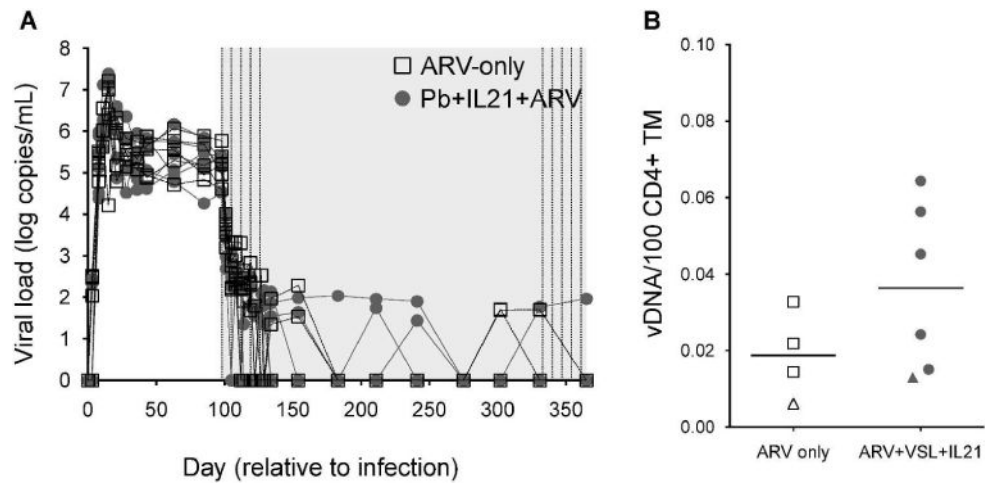 A
Viral load (log copies/mL)
8
7
6
5
4
3
2
1
0
ARV-only
Pb+IL21+ARV
0 50 100 150 200 250 300 350
Day (relative to infection)
B
vDNA/100 CD4+ TM
0.10
0.08
0.06
0.04
0.02
0.00
ARV only ARV+VSL+IL21